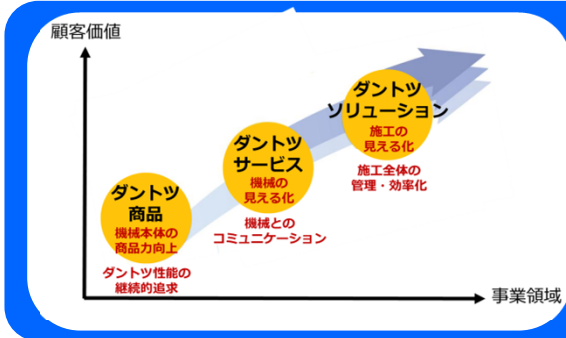 顧客価値
ダントツ
ソリューション
施工の
見える化
施工全体の
管理・効率化
ダントツ
サービス
機械の
見える化
機械との
コミュニケーション
ダントツ
商品
機械本体の
商品力向上
ダントツ性能の
継続的追求
事業領域